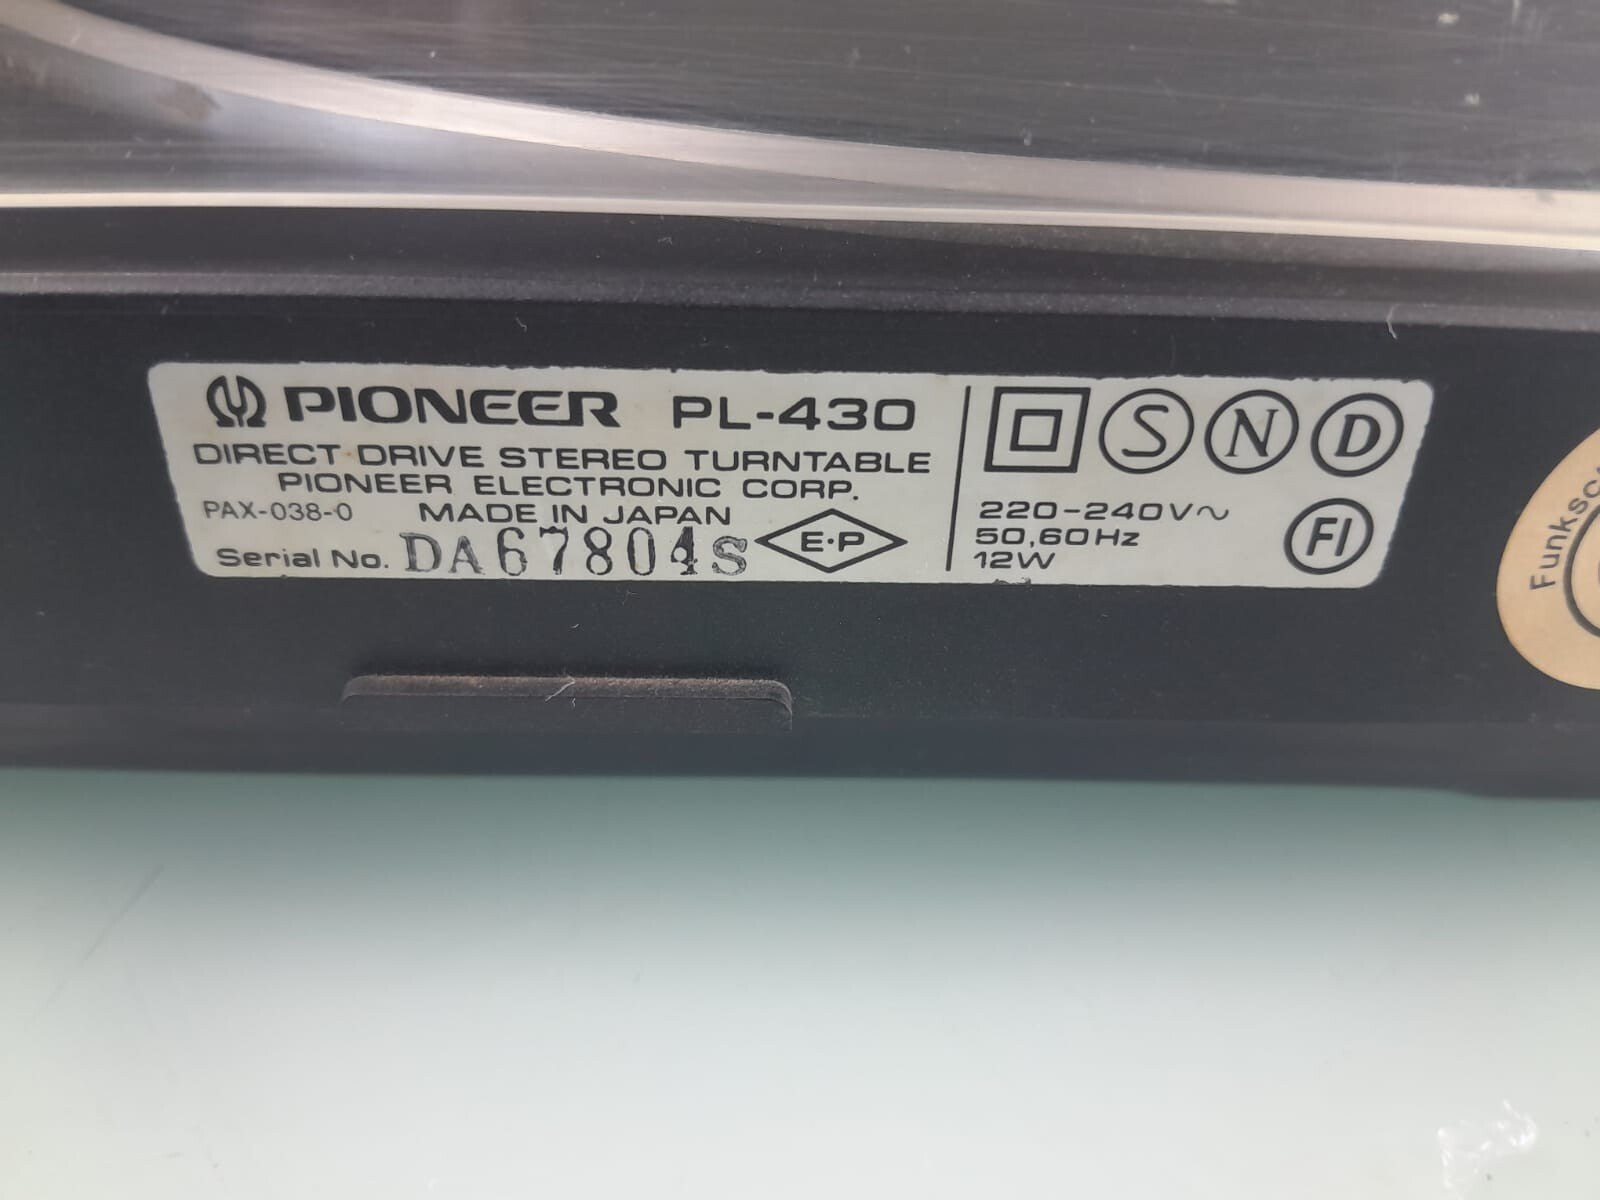 PIONEER PL-430
DIRECT DRIVE STEREO TURNTABLE
PIONEER ELECTRONIC CORP.
PAX-038-0 MADE IN JAPAN
Serial No. DA67804S E·P
S N D
220-240V~
50,60Hz
12W
FI